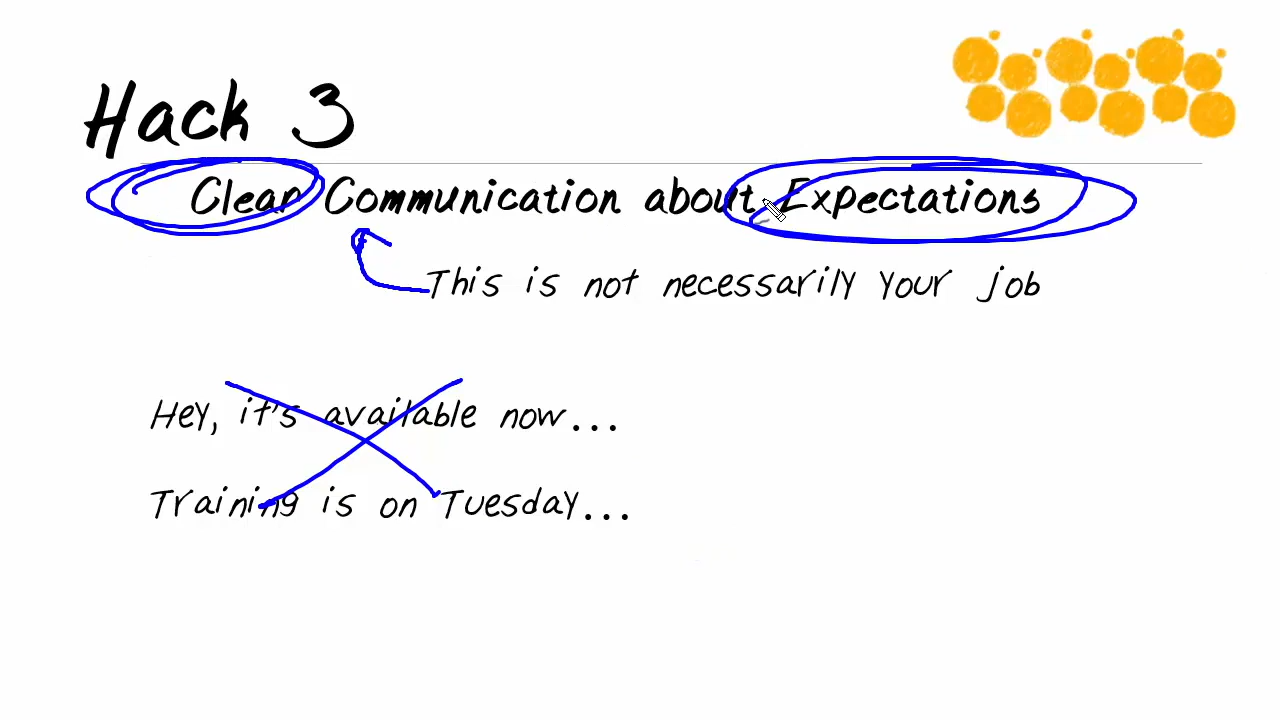 Hack 3
Clear Communication about Expectations
This is not necessarily your job
Hey, it's available now...
Training is on Tuesday...